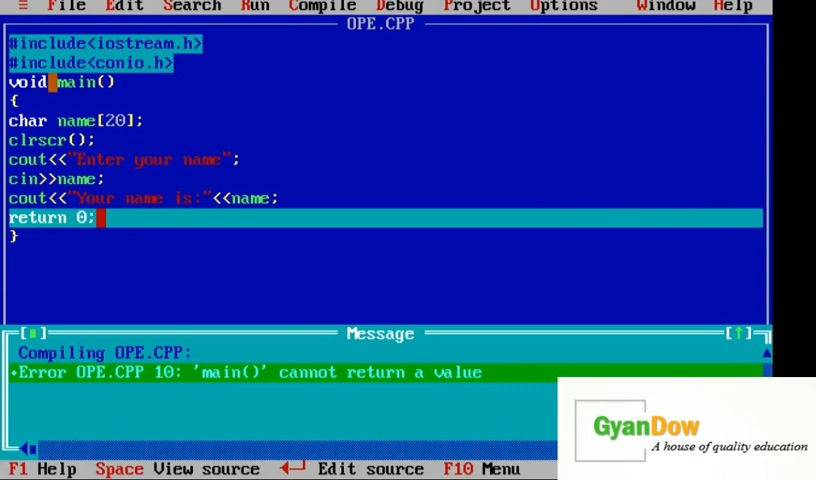 ≡ File Edit Search Run Compile Debug Project Options Window Help
OPE.CPP
#include<iostream.h>
#include<conio.h>
void main()
{
char name[20];
clrscr();
cout<<"Enter your name";
cin>>name;
cout<<"Your name is:"<<name;
return 0;
}
[■] Message [↑]
Compiling OPE.CPP:
•Error OPE.CPP 10: 'main()' cannot return a value
GyanDow
A house of quality education
F1 Help Space View source ←┘ Edit source F10 Menu